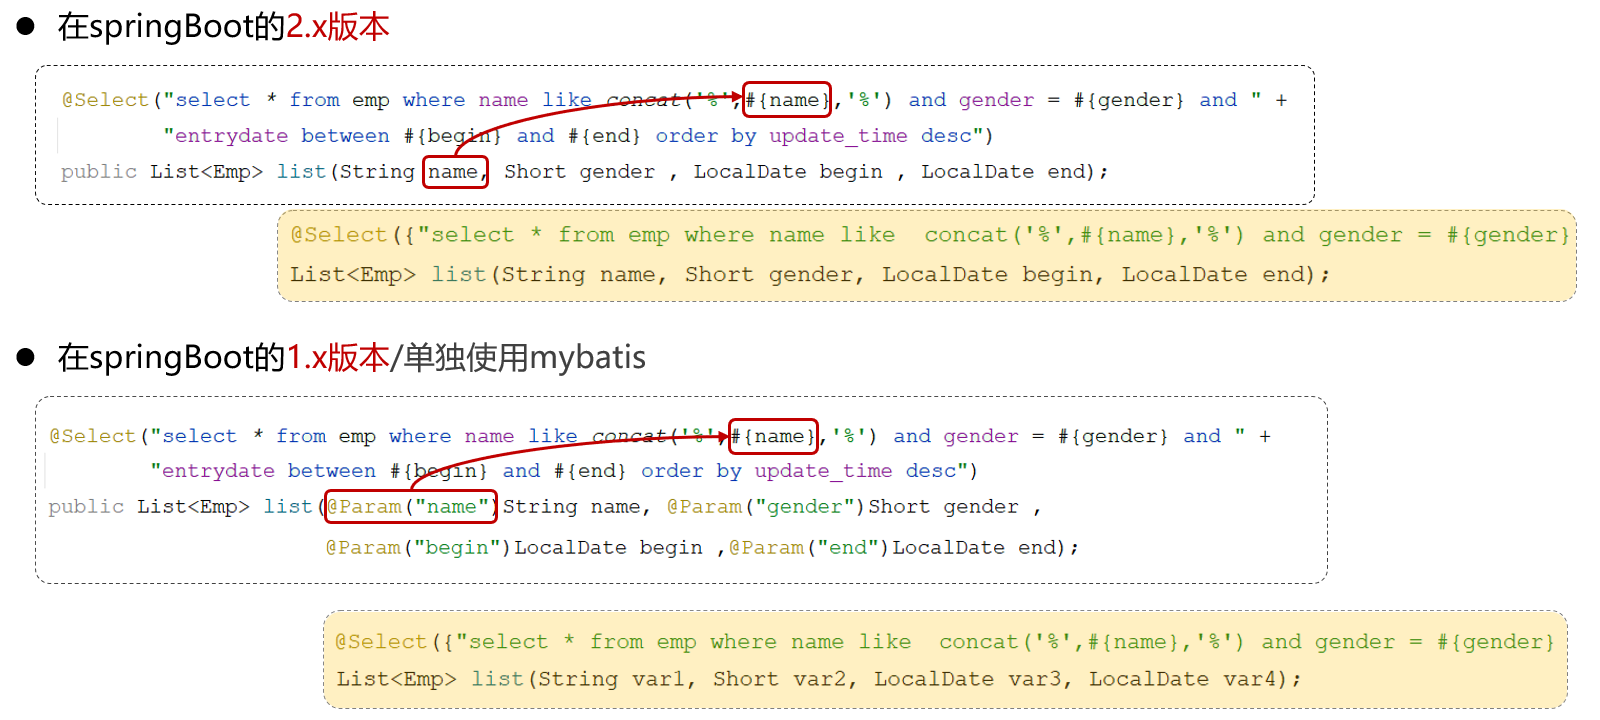 ● 在springBoot的2.x版本
@Select("select * from emp where name like concat('%',#{name},'%') and gender = #{gender} and " +
"entrydate between #{begin} and #{end} order by update_time desc")
public List<Emp> list(String name, Short gender , LocalDate begin , LocalDate end);
@Select({"select * from emp where name like  concat('%',#{name},'%') and gender = #{gender}
List<Emp> list(String name, Short gender, LocalDate begin, LocalDate end);
● 在springBoot的1.x版本/单独使用mybatis
@Select("select * from emp where name like concat('%',#{name},'%') and gender = #{gender} and " +
"entrydate between #{begin} and #{end} order by update_time desc")
public List<Emp> list(@Param("name")String name, @Param("gender")Short gender ,
@Param("begin")LocalDate begin ,@Param("end")LocalDate end);
@Select({"select * from emp where name like  concat('%',#{name},'%') and gender = #{gender}
List<Emp> list(String var1, Short var2, LocalDate var3, LocalDate var4);